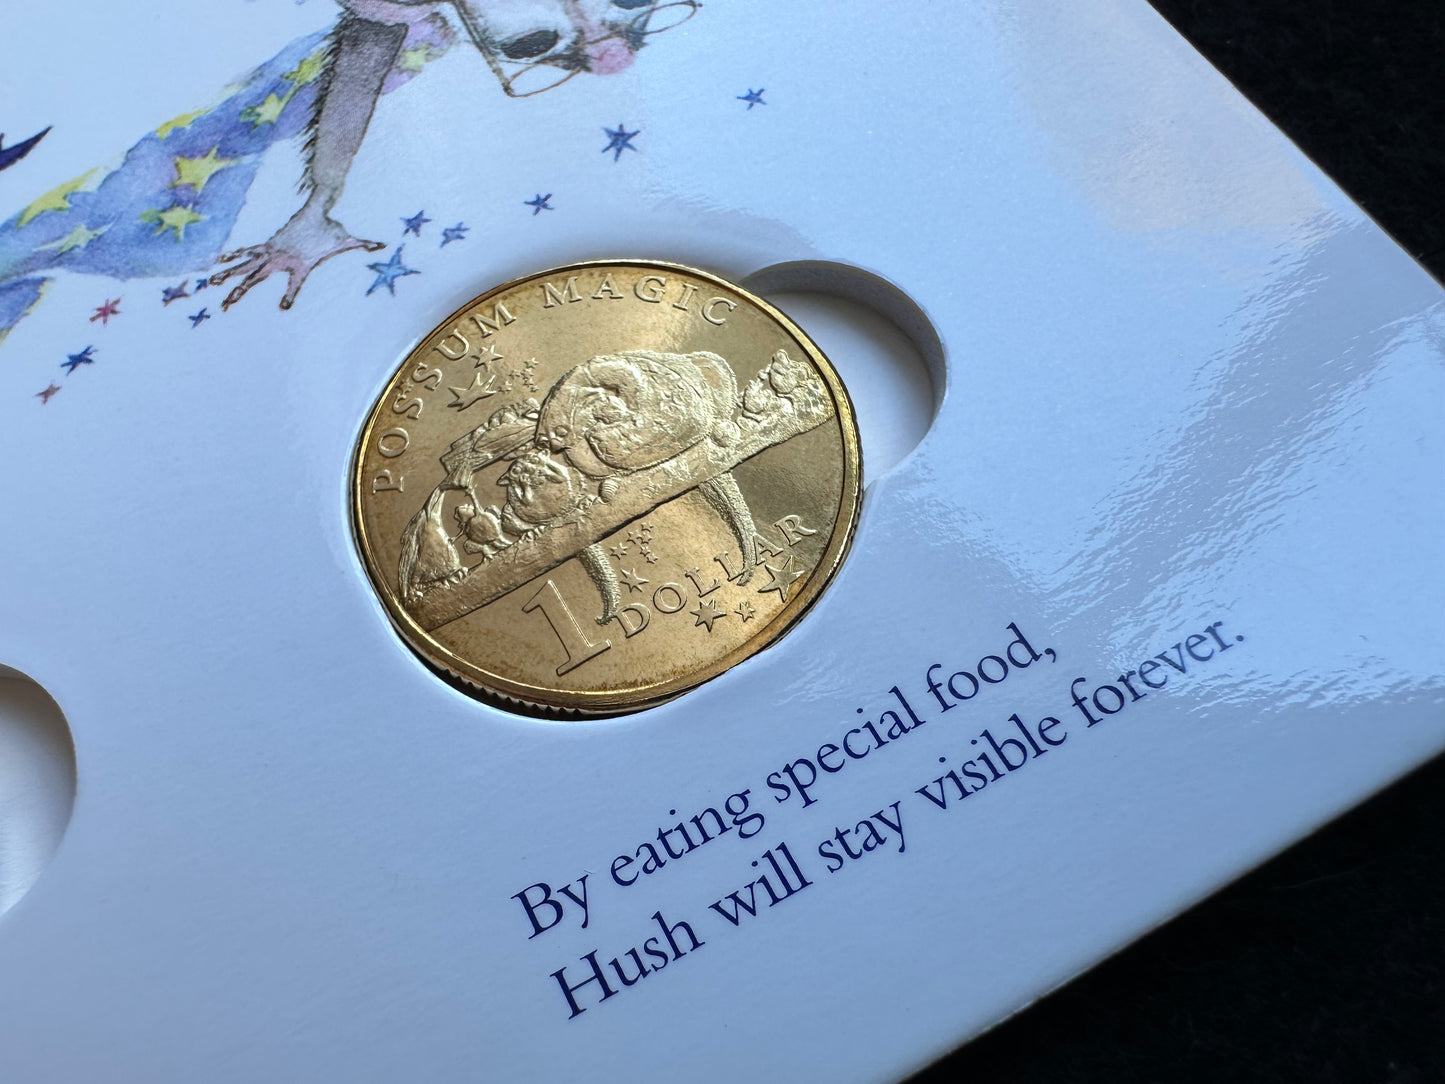 POSSUM MAGIC
1 DOLLAR
By eating special food,
Hush will stay visible forever.